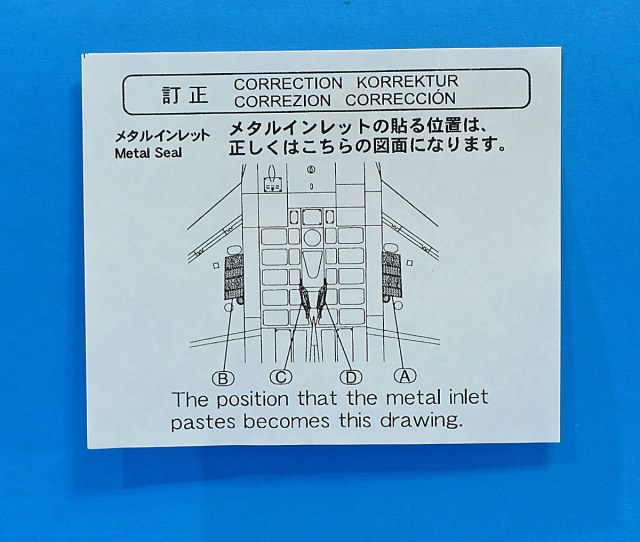 訂正
CORRECTION KORREKTUR
CORREZION CORRECCIÓN
メタルインレット
Metal Seal
メタルインレットの貼る位置は、
正しくはこちらの図面になります。
B C D A
The position that the metal inlet
pastes becomes this drawing.